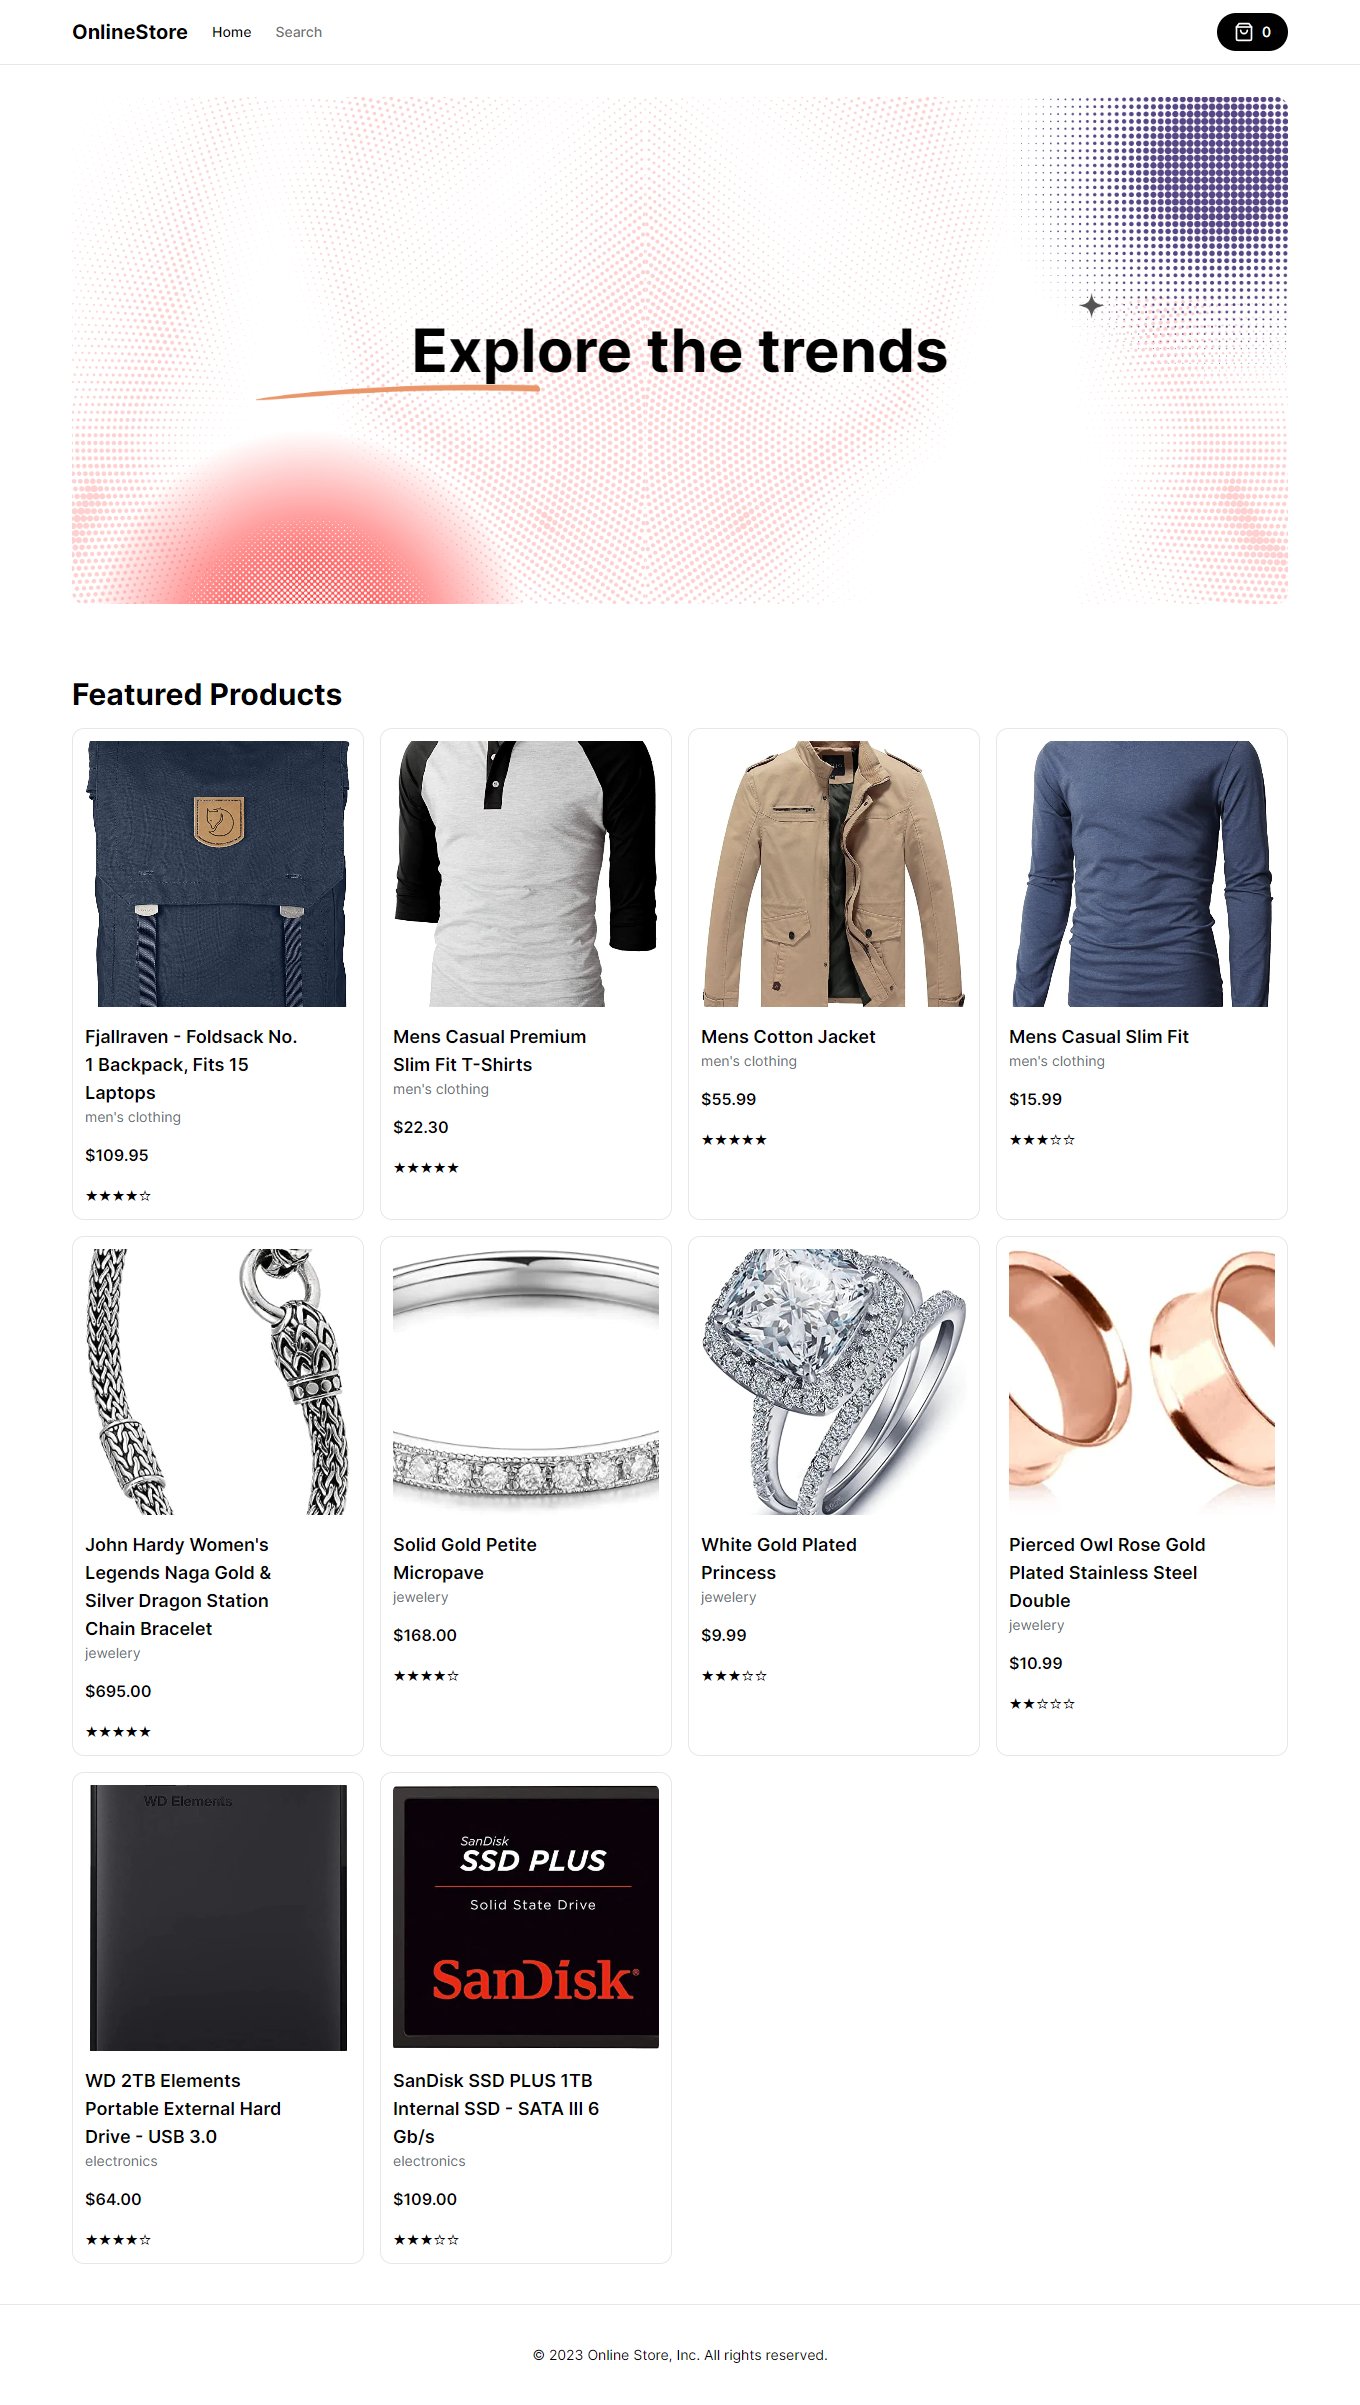 OnlineStore Home Search 0
Explore the trends
Featured Products
Fjallraven - Foldsack No.
1 Backpack, Fits 15
Laptops
men's clothing
$109.95
★★★★☆
Mens Casual Premium
Slim Fit T-Shirts
men's clothing
$22.30
★★★★★
Mens Cotton Jacket
men's clothing
$55.99
★★★★★
Mens Casual Slim Fit
men's clothing
$15.99
★★★☆☆
John Hardy Women's
Legends Naga Gold &
Silver Dragon Station
Chain Bracelet
jewelery
$695.00
★★★★★
Solid Gold Petite
Micropave
jewelery
$168.00
★★★★☆
White Gold Plated
Princess
jewelery
$9.99
★★★☆☆
Pierced Owl Rose Gold
Plated Stainless Steel
Double
jewelery
$10.99
★★☆☆☆
WD Elements
WD 2TB Elements
Portable External Hard
Drive - USB 3.0
electronics
$64.00
★★★★☆
SanDisk
SSD PLUS
Solid State Drive
SanDisk®
SanDisk SSD PLUS 1TB
Internal SSD - SATA III 6
Gb/s
electronics
$109.00
★★★☆☆
© 2023 Online Store, Inc. All rights reserved.